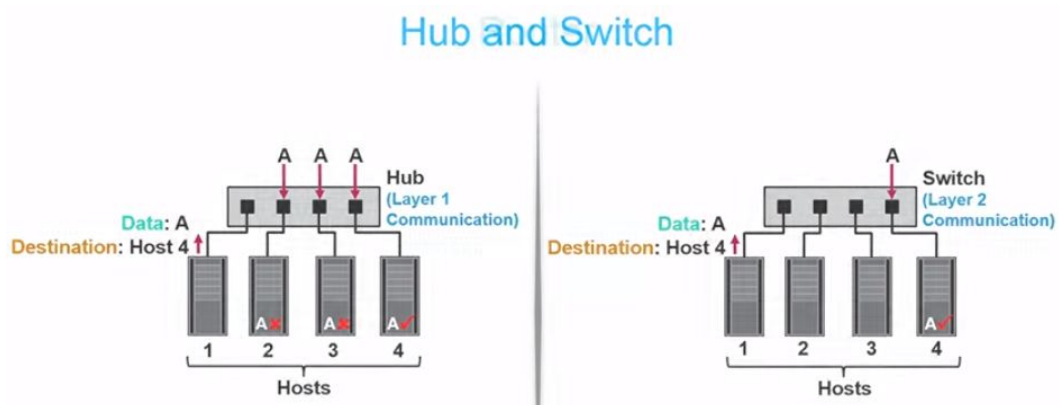 Hub and Switch
A A A
Hub
(Layer 1
Communication)
Data: A
Destination: Host 4
A✖ A✖ A✓
1 2 3 4
Hosts
A
Switch
(Layer 2
Communication)
Data: A
Destination: Host 4
A✓
1 2 3 4
Hosts